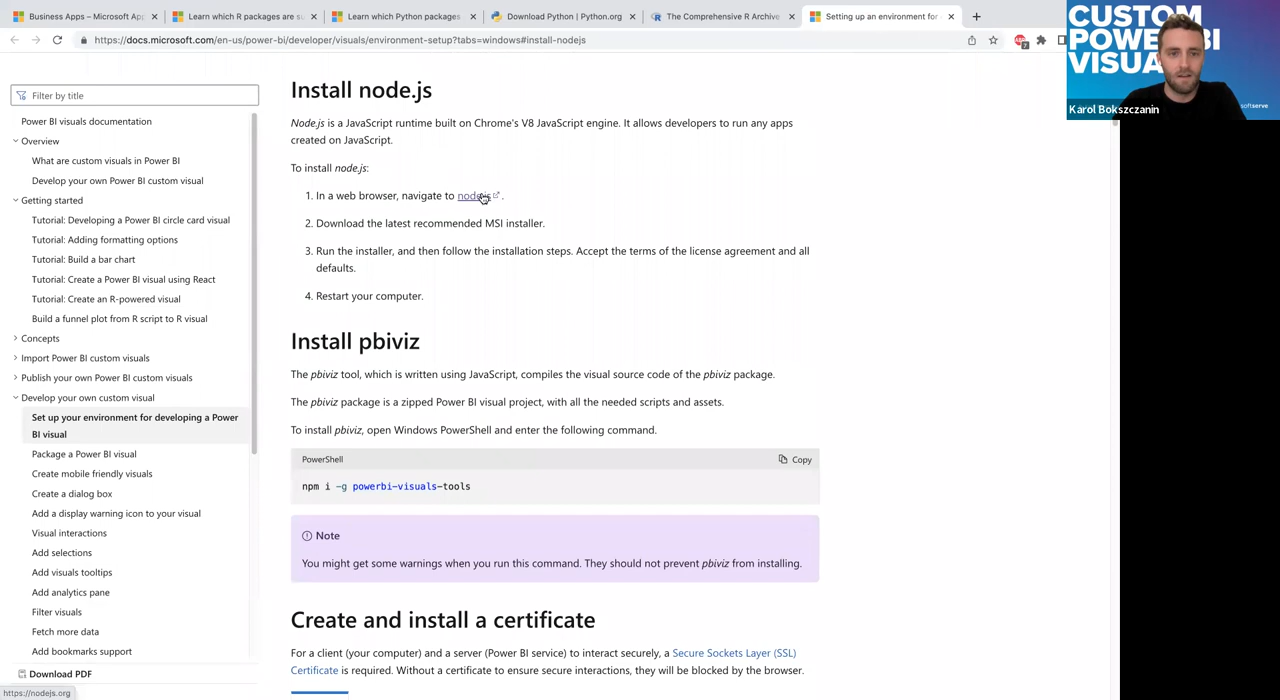 Business Apps – Microsoft App
Learn which R packages are su
Learn which Python packages
Download Python | Python.org
The Comprehensive R Archive
Setting up an environment for
https://docs.microsoft.com/en-us/power-bi/developer/visuals/environment-setup?tabs=windows#install-nodejs
CUSTOM
POWER BI
Karol Bokszczanin
softserve
Filter by title
Power BI visuals documentation
Overview
What are custom visuals in Power BI
Develop your own Power BI custom visual
Getting started
Tutorial: Developing a Power BI circle card visual
Tutorial: Adding formatting options
Tutorial: Build a bar chart
Tutorial: Create a Power BI visual using React
Tutorial: Create an R-powered visual
Build a funnel plot from R script to R visual
Concepts
Import Power BI custom visuals
Publish your own Power BI custom visuals
Develop your own custom visual
Set up your environment for developing a Power
BI visual
Package a Power BI visual
Create mobile friendly visuals
Create a dialog box
Add a display warning icon to your visual
Visual interactions
Add selections
Add visuals tooltips
Add analytics pane
Filter visuals
Fetch more data
Add bookmarks support
Download PDF
https://nodejs.org
Install node.js
Node.js is a JavaScript runtime built on Chrome's V8 JavaScript engine. It allows developers to run any apps
created on JavaScript.
To install node.js:
1. In a web browser, navigate to node.js.
2. Download the latest recommended MSI installer.
3. Run the installer, and then follow the installation steps. Accept the terms of the license agreement and all
defaults.
4. Restart your computer.
Install pbiviz
The pbiviz tool, which is written using JavaScript, compiles the visual source code of the pbiviz package.
The pbiviz package is a zipped Power BI visual project, with all the needed scripts and assets.
To install pbiviz, open Windows PowerShell and enter the following command.
PowerShell
Copy
npm i -g powerbi-visuals-tools
Note
You might get some warnings when you run this command. They should not prevent pbiviz from installing.
Create and install a certificate
For a client (your computer) and a server (Power BI service) to interact securely, a Secure Sockets Layer (SSL)
Certificate is required. Without a certificate to ensure secure interactions, they will be blocked by the browser.